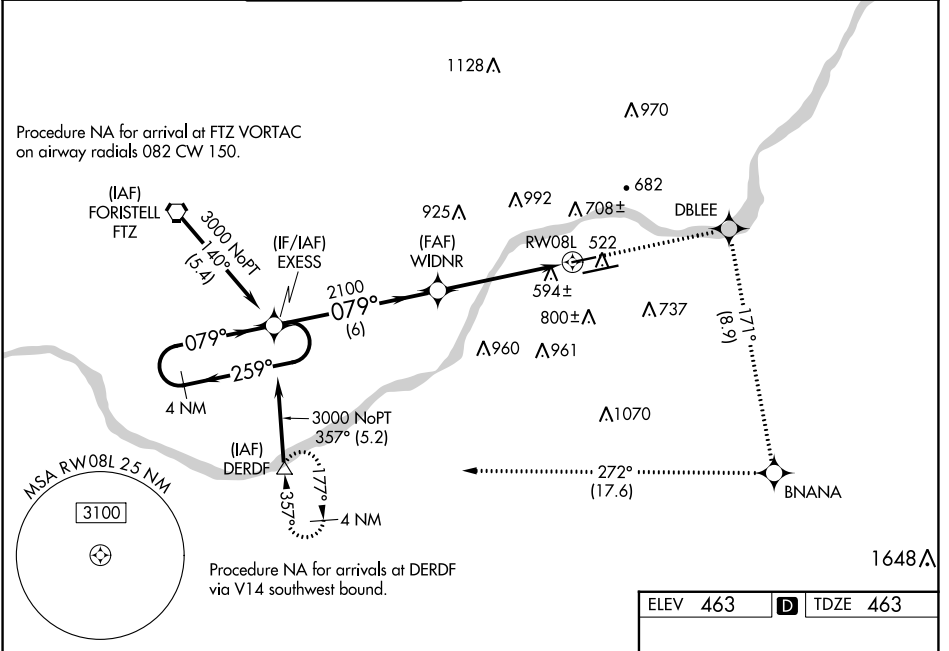 1128
970
Procedure NA for arrival at FTZ VORTAC
on airway radials 082 CW 150.
682
(IAF)
FORISTELL
FTZ
992
925
708±
DBLEE
3000 NoPT
140°
(5.4)
(IF/IAF)
EXESS
(FAF)
WIDNR
RW08L
522
2100
079°
(6)
594±
800±
737
079°
259°
960
961
171°
(8.9)
4 NM
1070
3000 NoPT
357° (5.2)
(IAF)
DERDF
177°
357°
4 NM
272°
(17.6)
BNANA
MSA RW08L 25 NM
3100
1648
Procedure NA for arrivals at DERDF
via V14 southwest bound.
ELEV 463 D TDZE 463